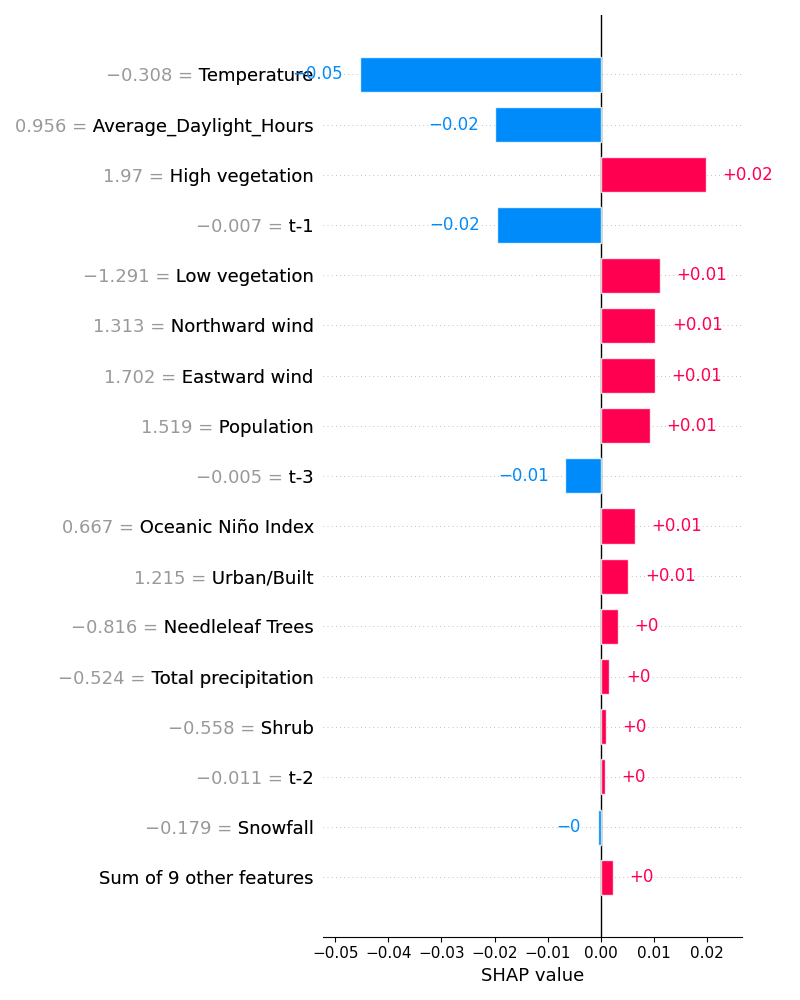 −0.308 = Temperature −0.05
0.956 = Average_Daylight_Hours −0.02
1.97 = High vegetation +0.02
−0.007 = t-1 −0.02
−1.291 = Low vegetation +0.01
1.313 = Northward wind +0.01
1.702 = Eastward wind +0.01
1.519 = Population +0.01
−0.005 = t-3 −0.01
0.667 = Oceanic Niño Index +0.01
1.215 = Urban/Built +0.01
−0.816 = Needleleaf Trees +0
−0.524 = Total precipitation +0
−0.558 = Shrub +0
−0.011 = t-2 +0
−0.179 = Snowfall −0
Sum of 9 other features +0
−0.05 −0.04 −0.03 −0.02 −0.01 0.00 0.01 0.02
SHAP value